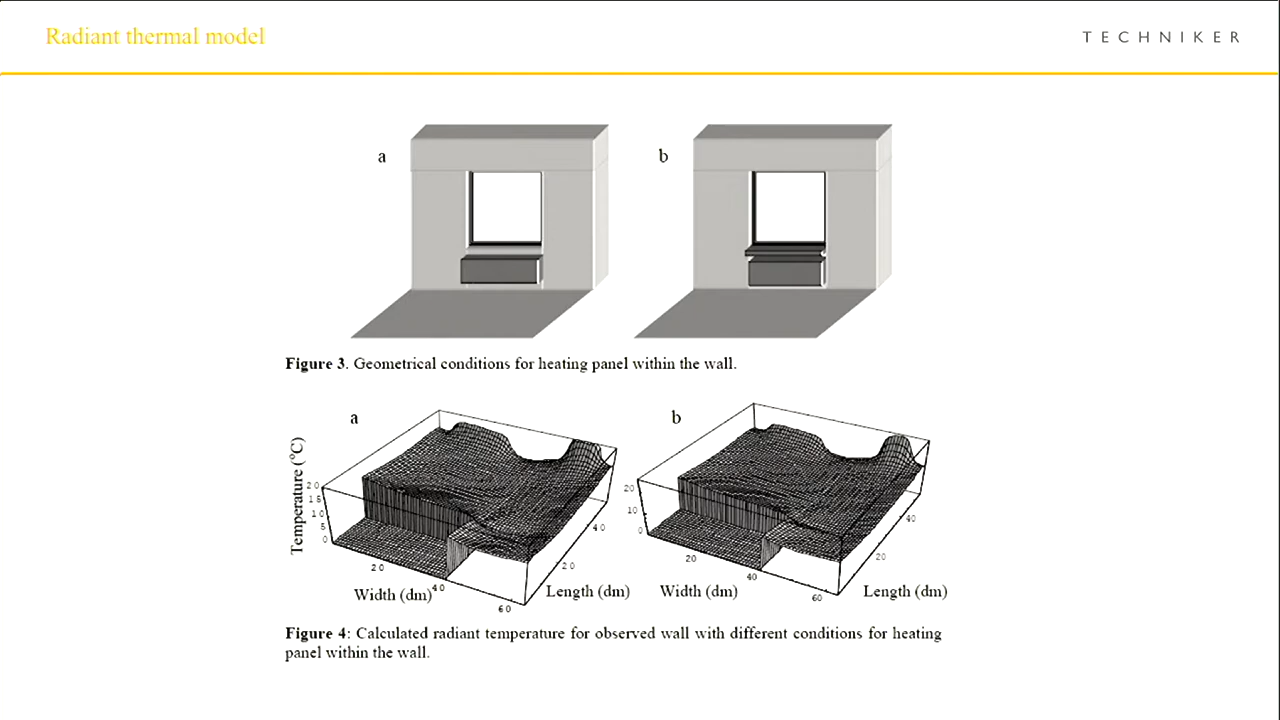 Radiant thermal model
TECHNIKER
a
b
Figure 3. Geometrical conditions for heating panel within the wall.
a
b
Temperature (°C)
20
15
10
5
0
20
40
60
20
40
Width (dm)
Length (dm)
20
10
0
20
40
60
20
40
Width (dm)
Length (dm)
Figure 4: Calculated radiant temperature for observed wall with different conditions for heating
panel within the wall.